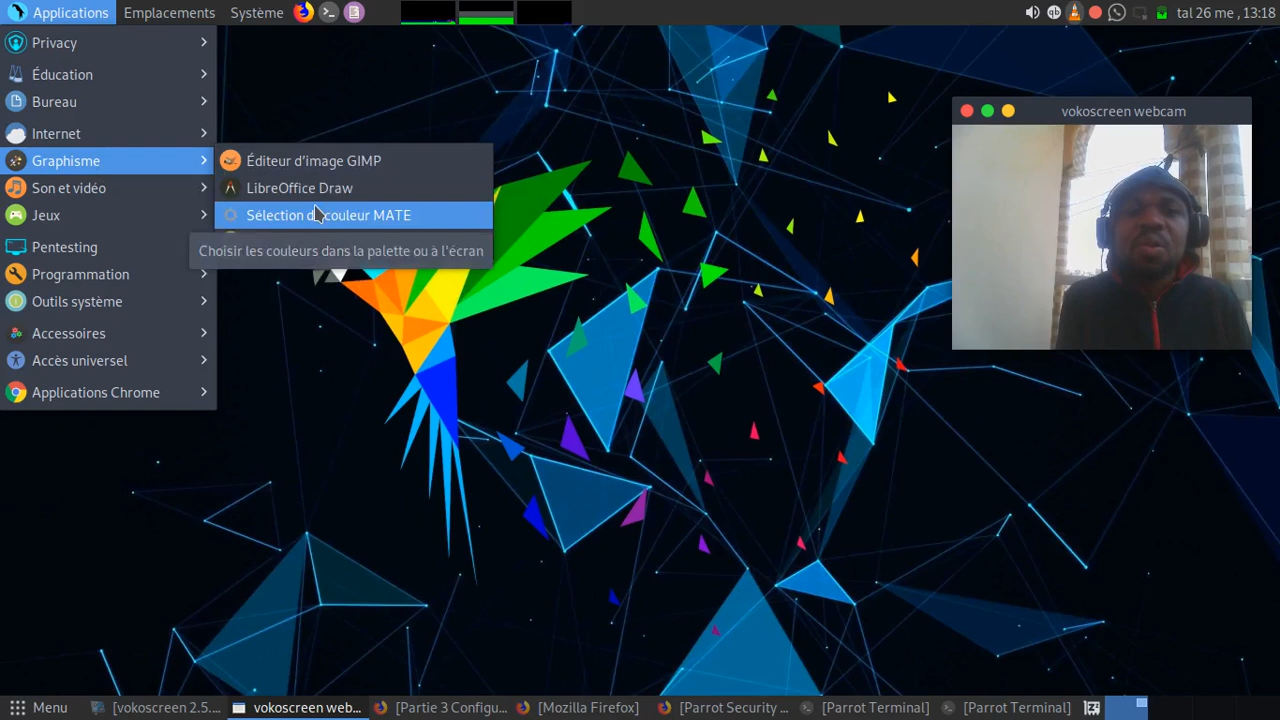 Applications Emplacements Système tal 26 me , 13:18
Privacy
Éducation
Bureau
Internet
Graphisme
Son et vidéo
Jeux
Pentesting
Programmation
Outils système
Accessoires
Accès universel
Applications Chrome
Éditeur d'image GIMP
LibreOffice Draw
Sélection de couleur MATE
Choisir les couleurs dans la palette ou à l'écran
vokoscreen webcam
Menu [vokoscreen 2.5.... vokoscreen web... [Partie 3 Configu... [Mozilla Firefox] [Parrot Security ... [Parrot Terminal] [Parrot Terminal]